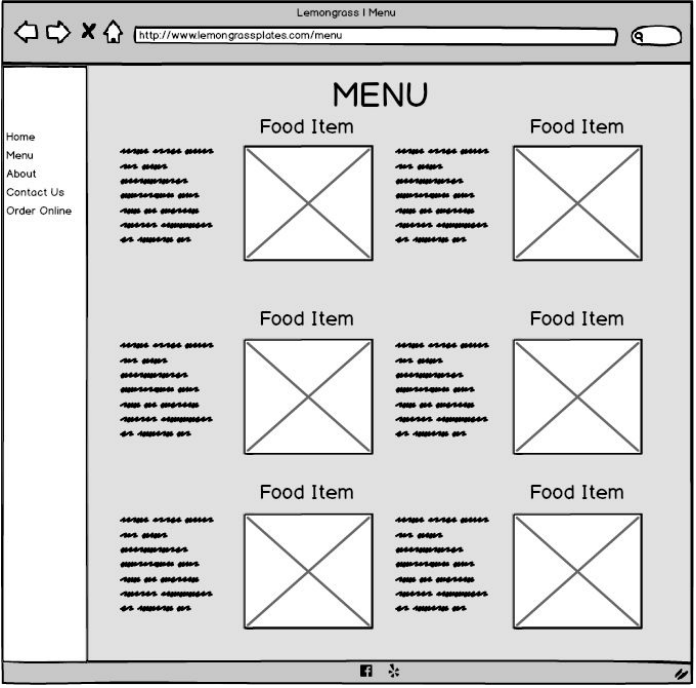 Lemongrass | Menu
http://www.lemongrassplates.com/menu
Home
Menu
About
Contact Us
Order Online
MENU
Food Item
Food Item
Food Item
Food Item
Food Item
Food Item